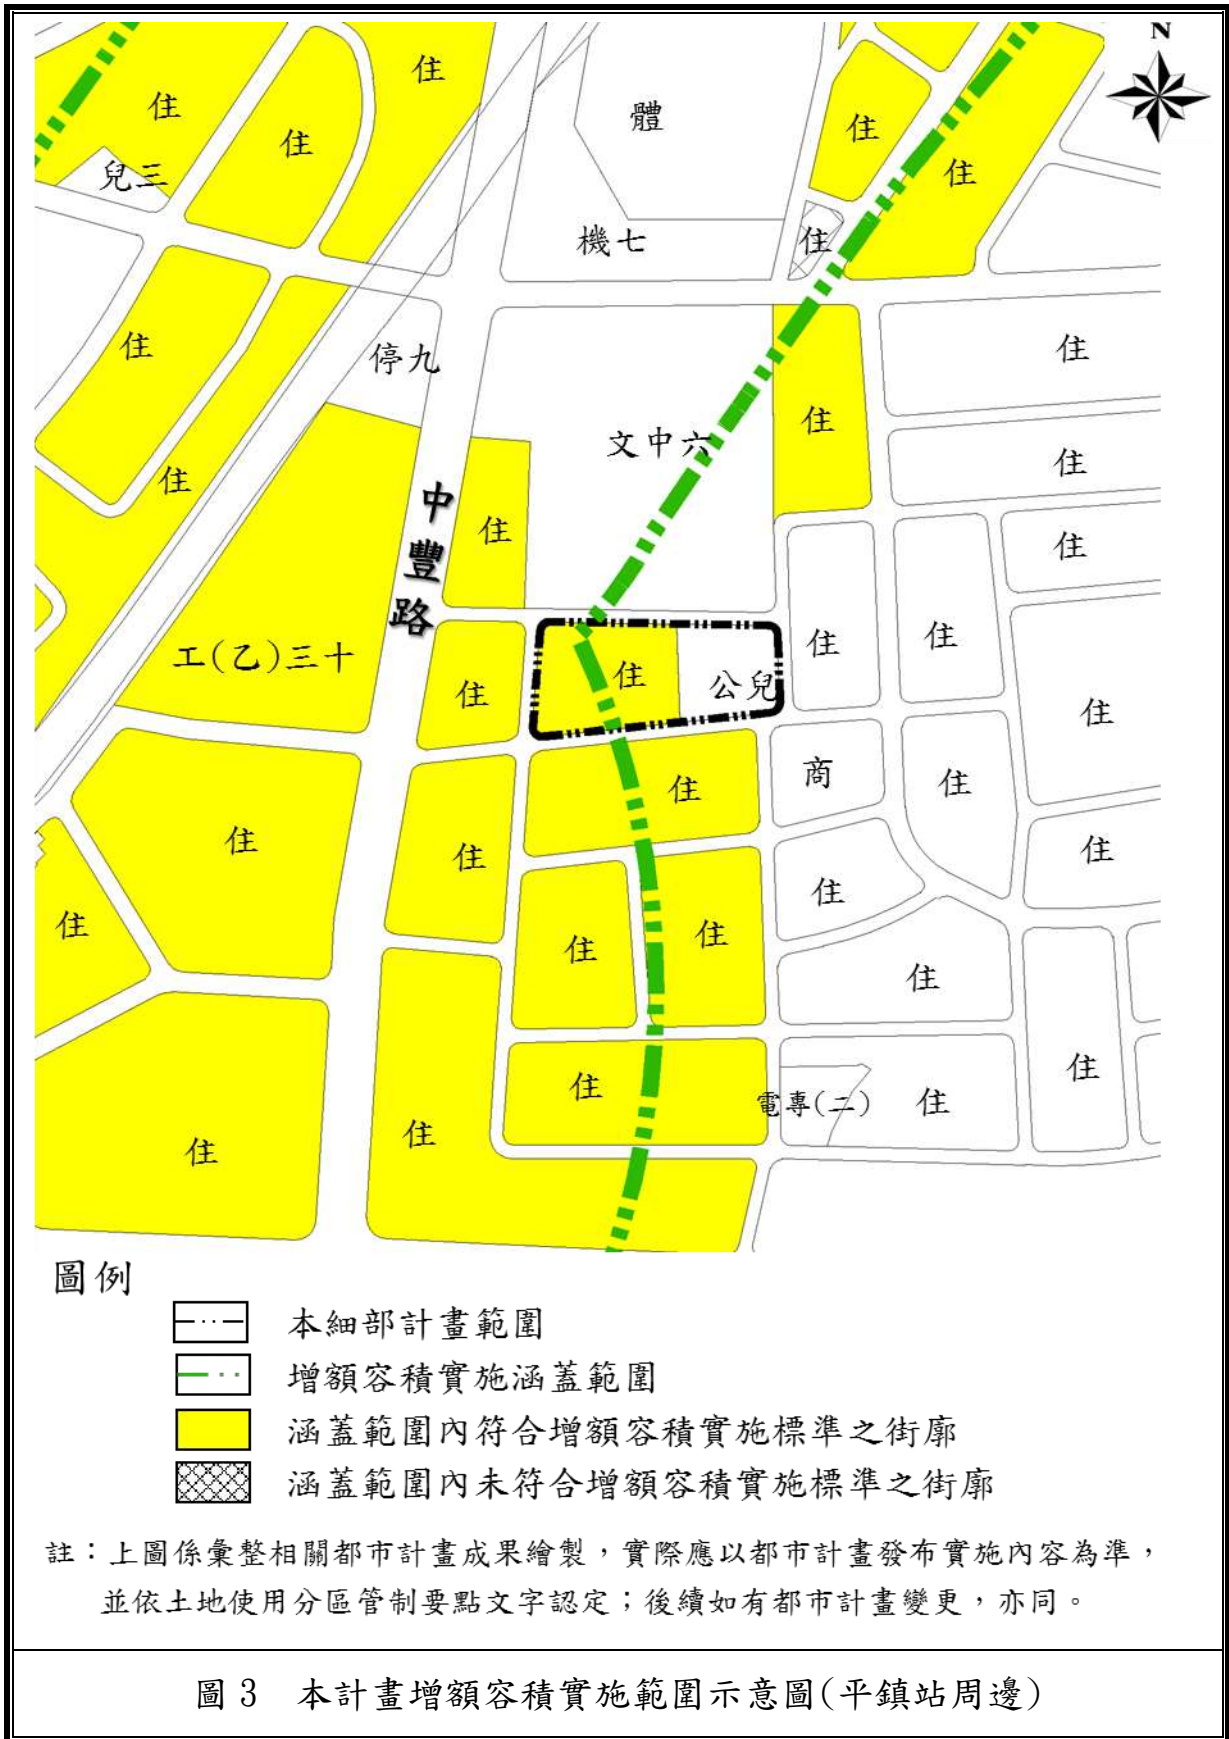 N
住
住
體
住
住
住
兒三
機七
住
住
停九
住
住
文中六
住
住
中豐路
住
住
工(乙)三十
住
住
公兒
住
住
住
住
商
住
住
住
住
住
住
住
住
住
住
住
電專(二)
住
住
住
圖例
本細部計畫範圍
增額容積實施涵蓋範圍
涵蓋範圍內符合增額容積實施標準之街廓
涵蓋範圍內未符合增額容積實施標準之街廓
註：上圖係彙整相關都市計畫成果繪製，實際應以都市計畫發布實施內容為準，
並依土地使用分區管制要點文字認定；後續如有都市計畫變更，亦同。
圖 3 本計畫增額容積實施範圍示意圖(平鎮站周邊)